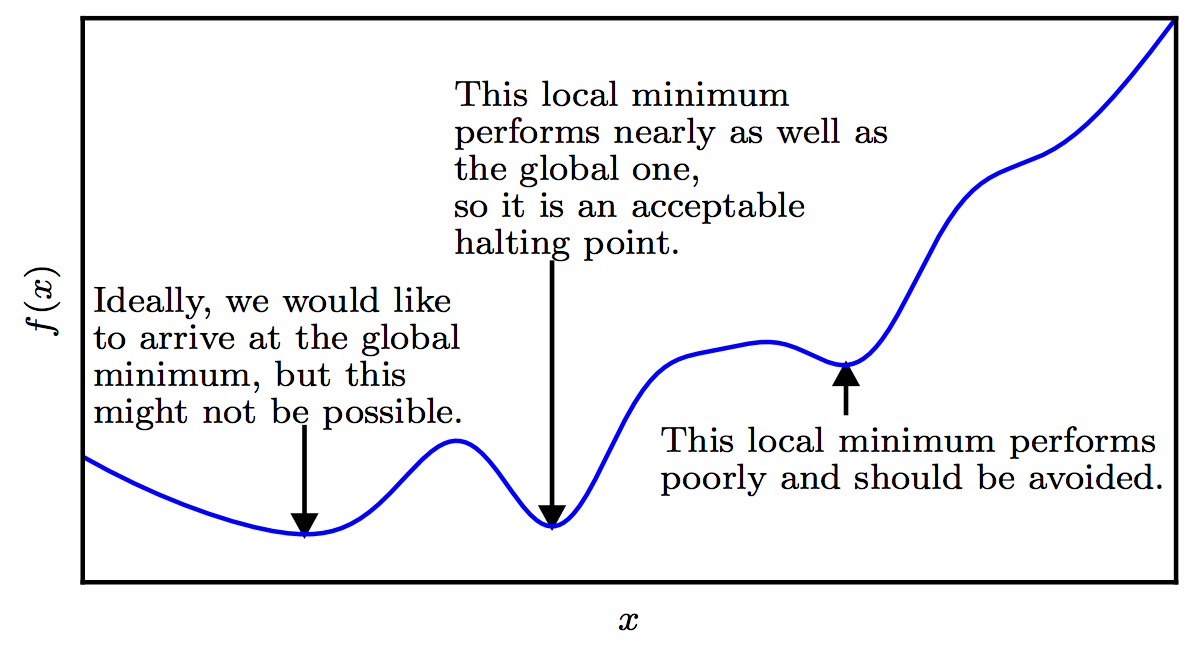 This local minimum
performs nearly as well as
the global one,
so it is an acceptable
halting point.
Ideally, we would like
to arrive at the global
minimum, but this
might not be possible.
This local minimum performs
poorly and should be avoided.
f(x)
x